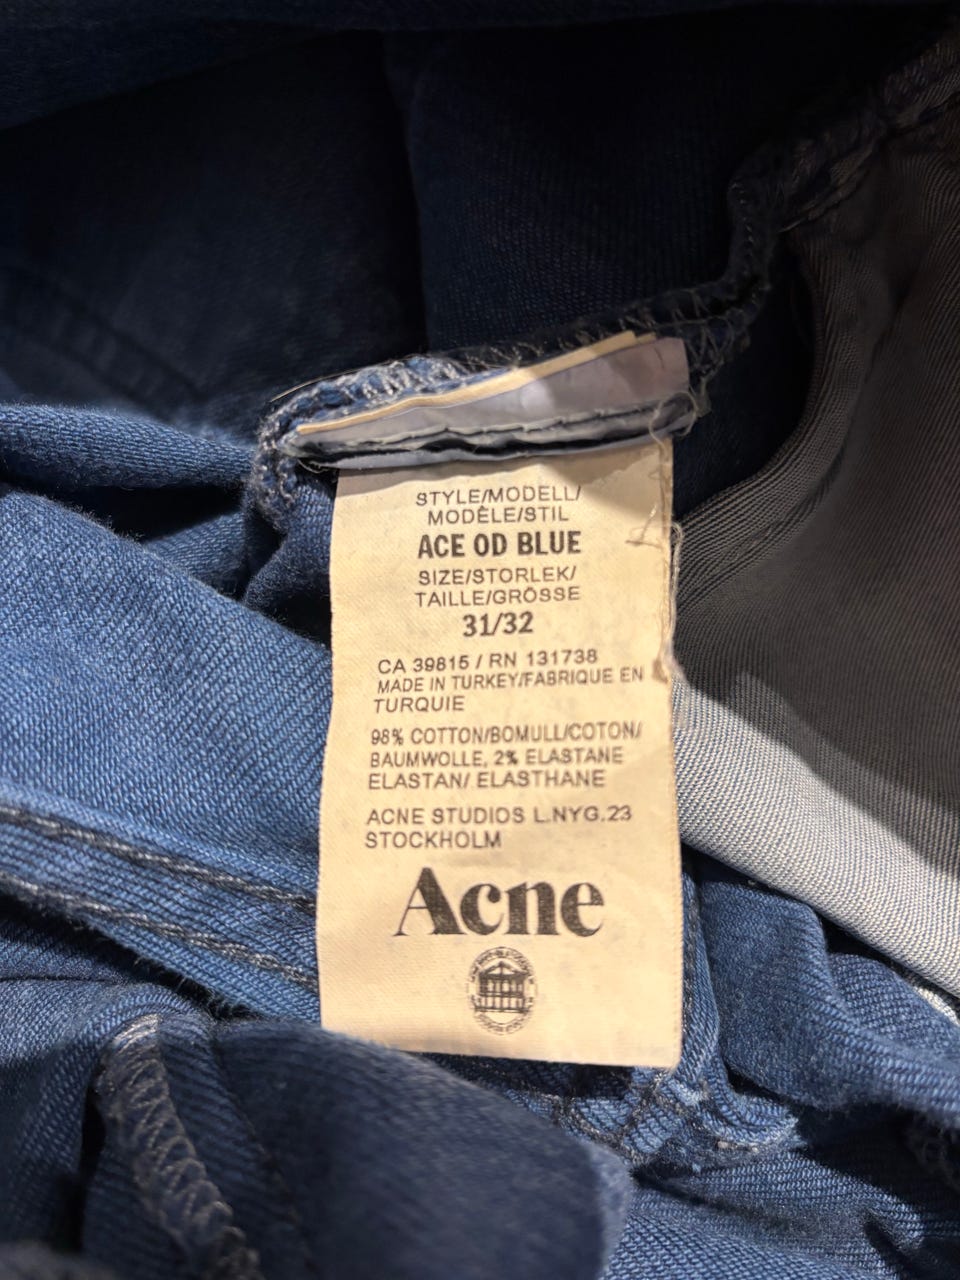 STYLE/MODELL/
MODÈLE/STIL
ACE OD BLUE
SIZE/STORLEK/
TAILLE/GRÖSSE
31/32
CA 39815 / RN 131738
MADE IN TURKEY/FABRIQUE EN
TURQUIE
98% COTTON/BOMULL/COTON/
BAUMWOLLE, 2% ELASTANE
ELASTAN/ ELASTHANE
ACNE STUDIOS L.NYG.23
STOCKHOLM
Acne